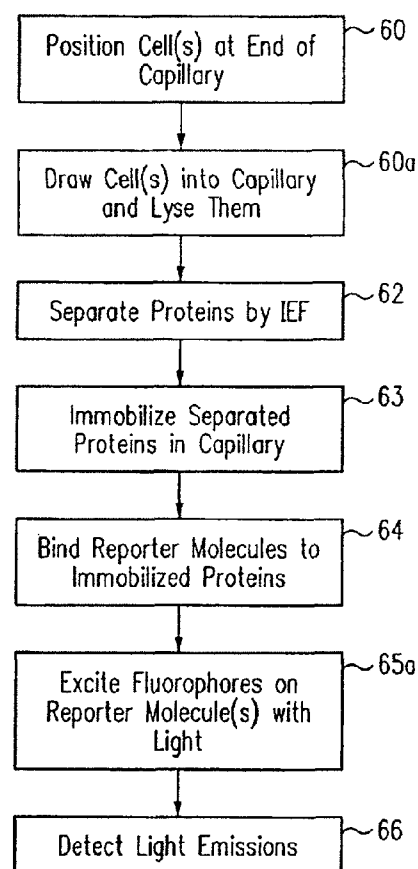 Position Cell(s) at End of
Capillary
60
Draw Cell(s) into Capillary
and Lyse Them
60a
Separate Proteins by IEF
62
Immobilize Separated
Proteins in Capillary
63
Bind Reporter Molecules to
Immobilized Proteins
64
Excite Fluorophores on
Reporter Molecule(s) with
Light
65a
Detect Light Emissions
66